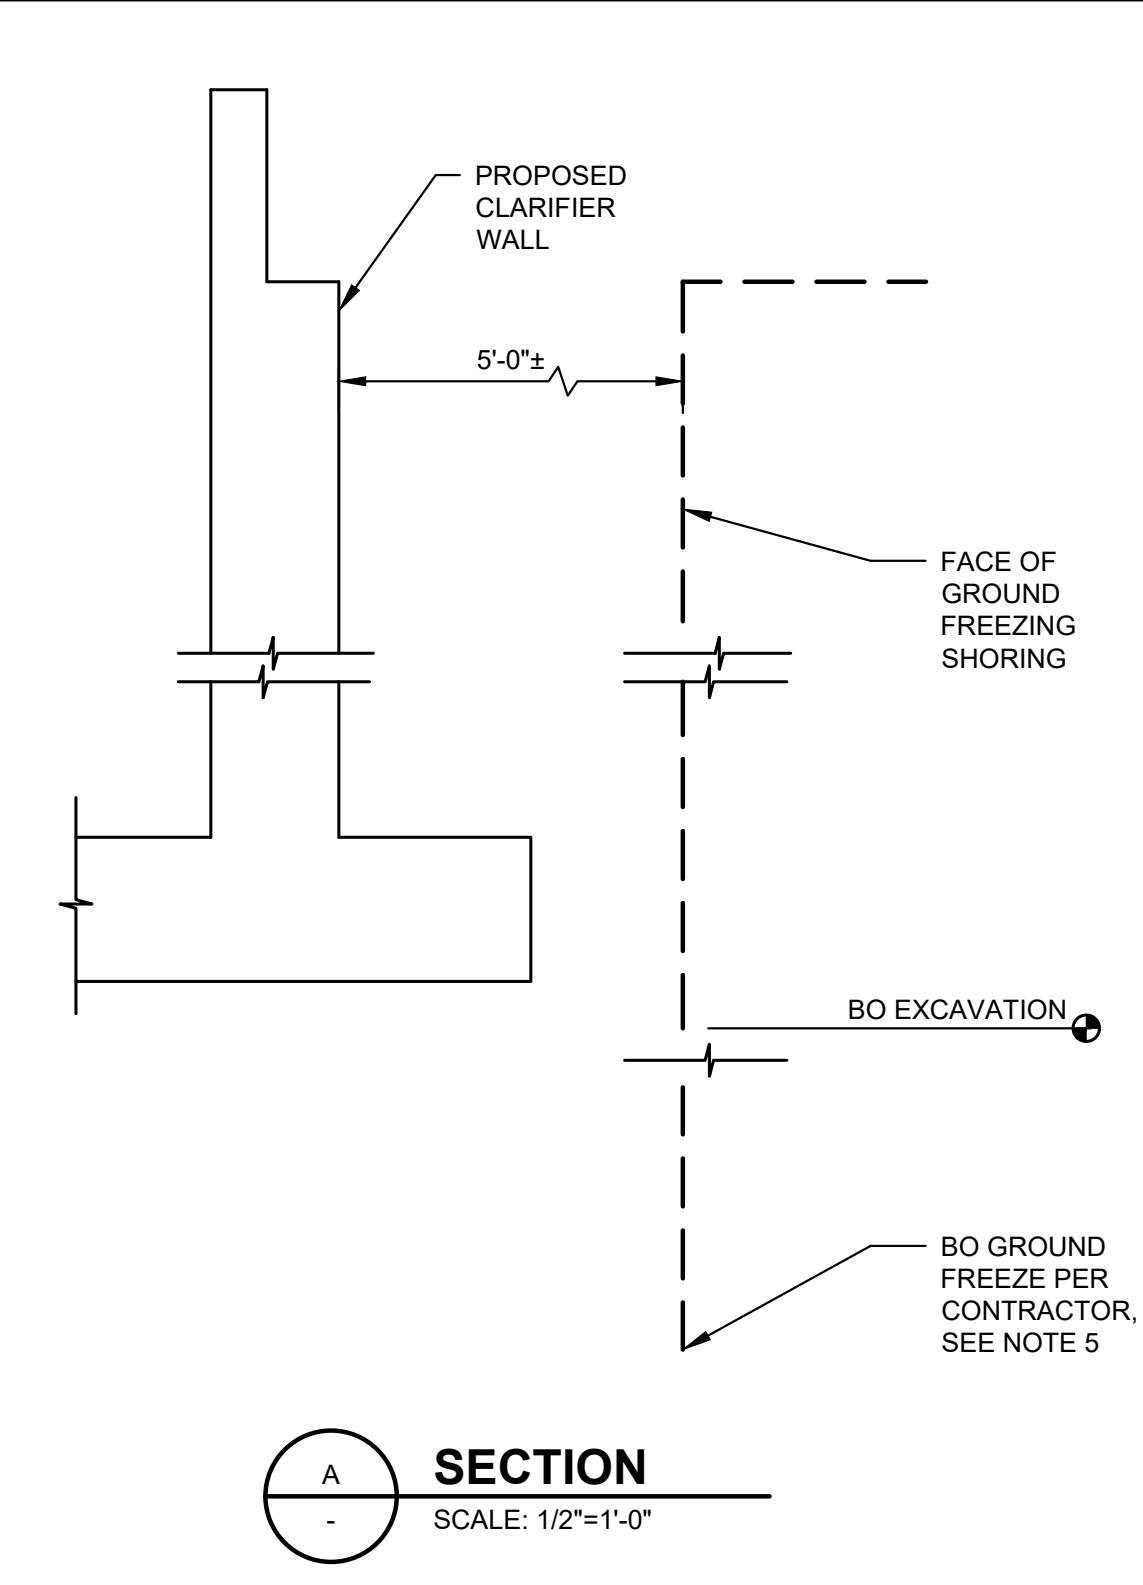 PROPOSED
CLARIFIER
WALL
5'-0"±
FACE OF
GROUND
FREEZING
SHORING
BO EXCAVATION
BO GROUND
FREEZE PER
CONTRACTOR,
SEE NOTE 5
A
-
SECTION
SCALE: 1/2"=1'-0"